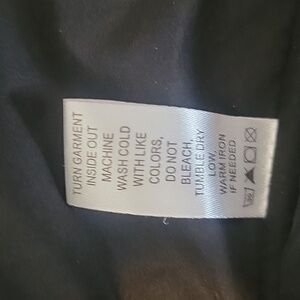 TURN GARMENT
INSIDE OUT
MACHINE
WASH COLD
WITH LIKE
COLORS,
DO NOT
BLEACH,
TUMBLE DRY
LOW,
WARM IRON
IF NEEDED